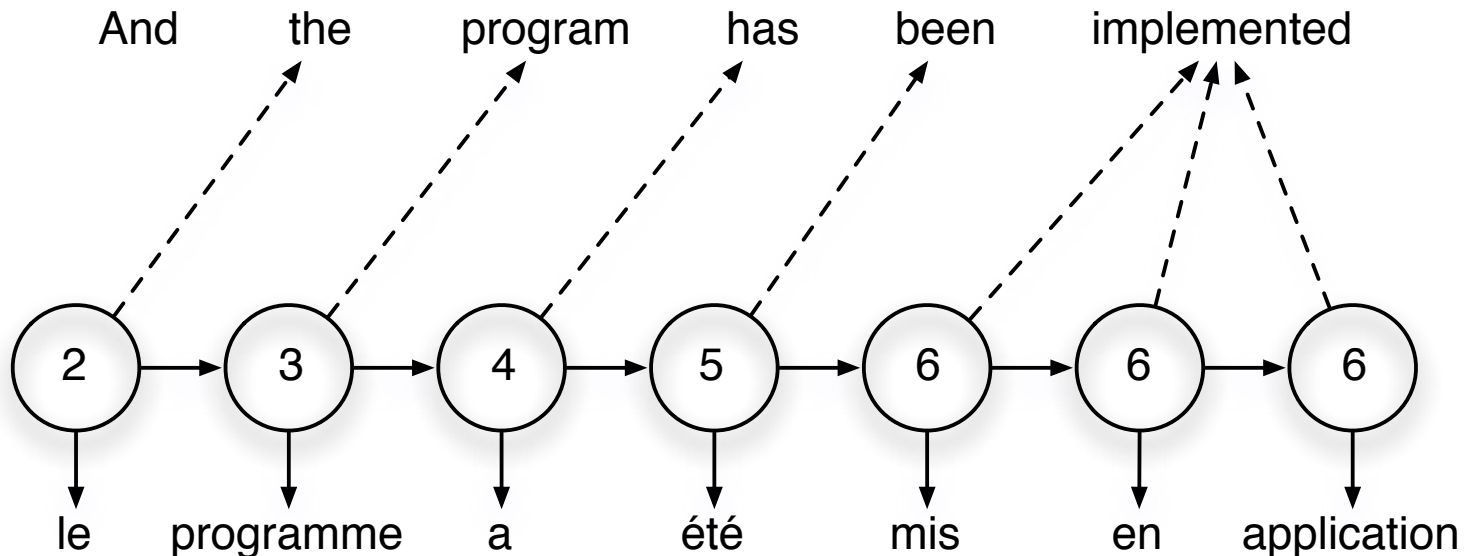 And the program has been implemented
2 3 4 5 6 6 6
le programme a été mis en application